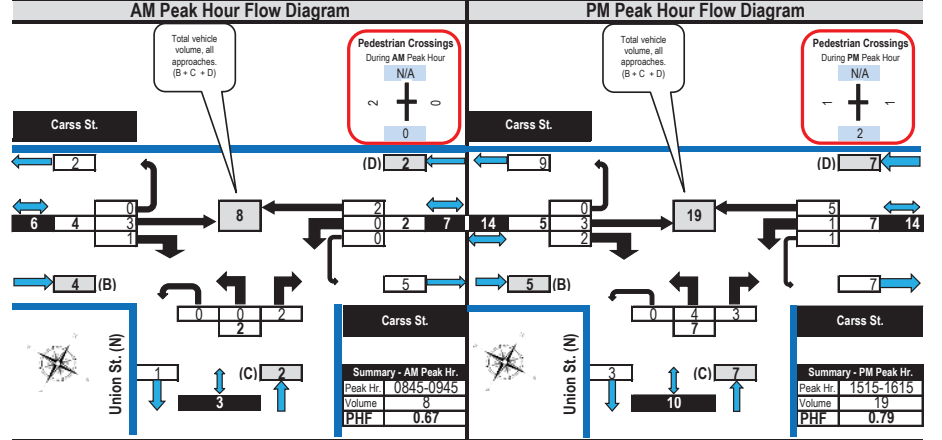 AM Peak Hour Flow Diagram
Total vehicle
volume, all
approaches.
(B + C + D)
Pedestrian Crossings
During AM Peak Hour
N/A
2 0
0
Carss St.
2 (D) 2
0
6 4 3
1
8
2
0 2 7
0
4 (B) 5
0 0 2
2
Carss St.
Union St. (N)
1 (C) 2
3
Summary - AM Peak Hr.
Peak Hr. 0845-0945
Volume 8
PHF 0.67
PM Peak Hour Flow Diagram
Total vehicle
volume, all
approaches.
(B + C + D)
Pedestrian Crossings
During PM Peak Hour
N/A
1 1
2
Carss St.
9 (D) 7
0
14 5 3
2
19
5
1 7 14
1
5 (B) 7
0 4 3
7
Carss St.
Union St. (N)
3 (C) 7
10
Summary - PM Peak Hr.
Peak Hr. 1515-1615
Volume 19
PHF 0.79